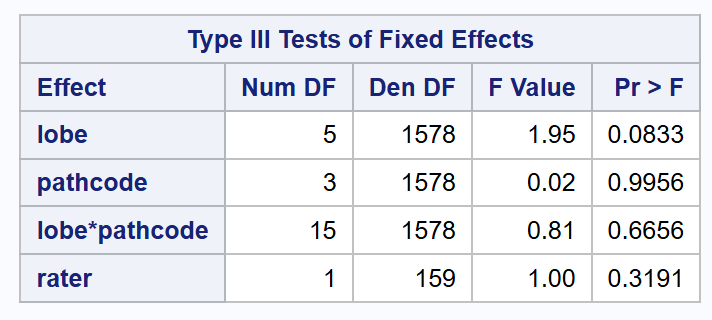 Type III Tests of Fixed Effects
Effect Num DF Den DF F Value Pr > F
lobe 5 1578 1.95 0.0833
pathcode 3 1578 0.02 0.9956
lobe*pathcode 15 1578 0.81 0.6656
rater 1 159 1.00 0.3191